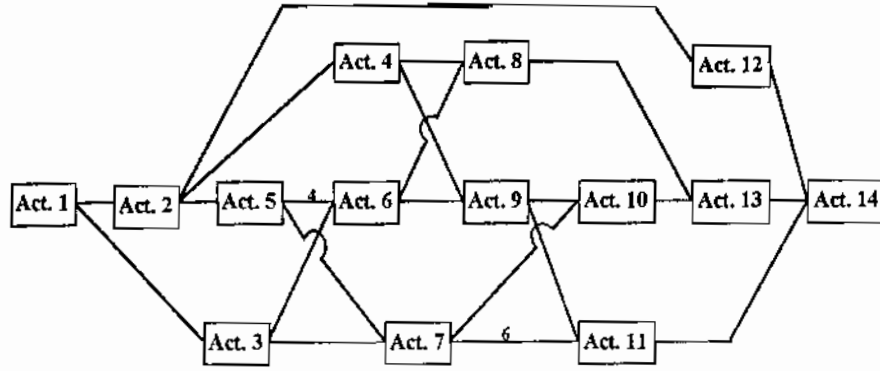 Act. 4
Act. 8
Act. 12
Act. 1
Act. 2
Act. 5
4
Act. 6
Act. 9
Act. 10
Act. 13
Act. 14
Act. 3
Act. 7
6
Act. 11